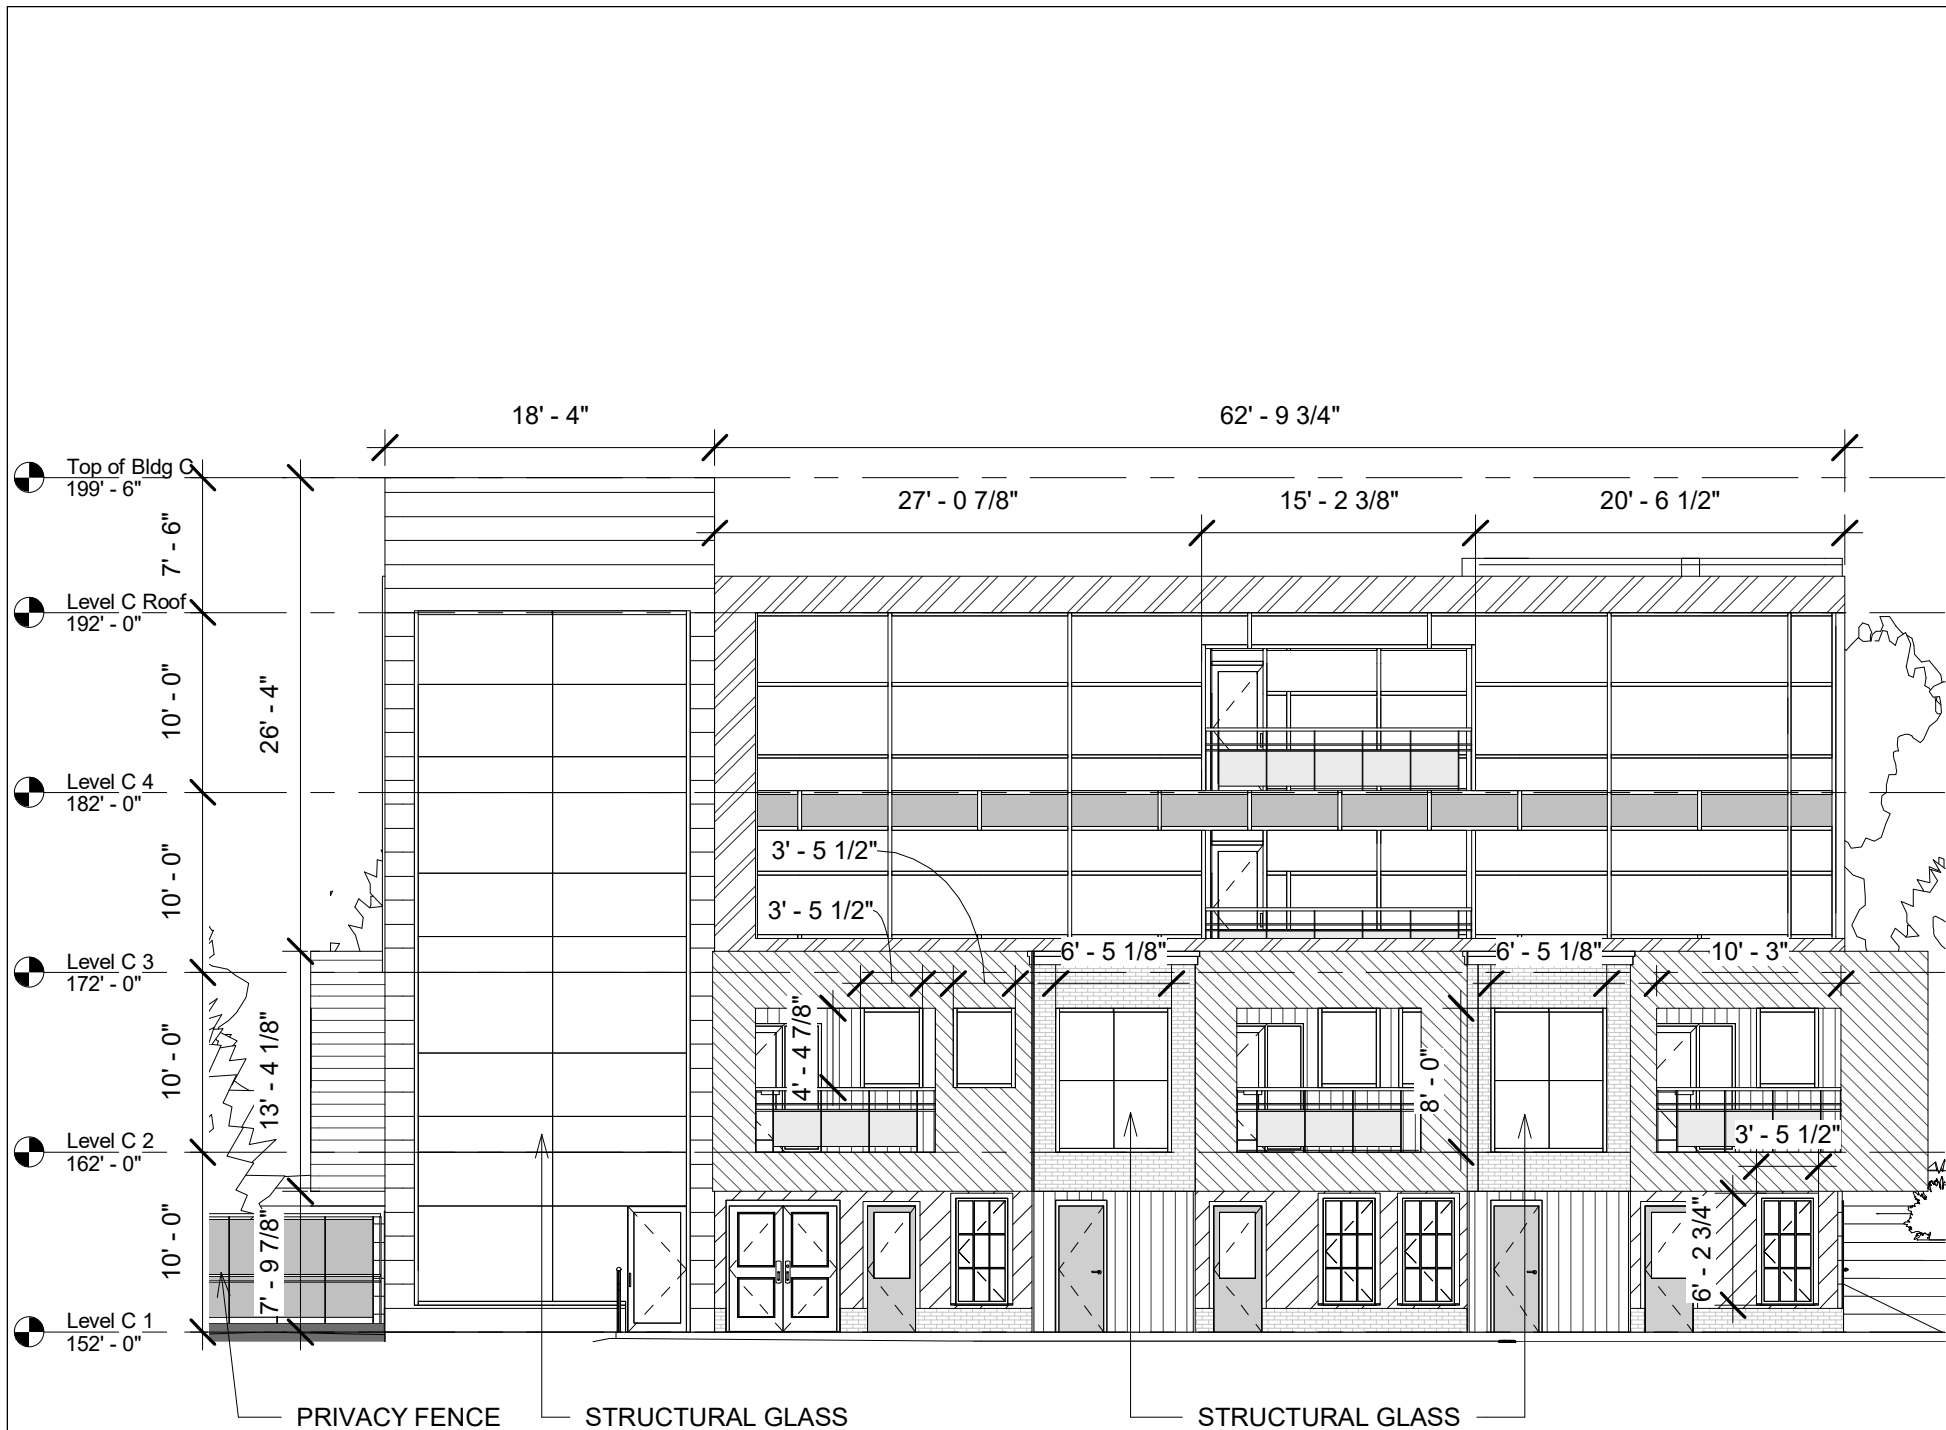 18' - 4"
62' - 9 3/4"
Top of Bldg C
199' - 6"
27' - 0 7/8"
15' - 2 3/8"
20' - 6 1/2"
7' - 6"
Level C Roof
192' - 0"
10' - 0"
26' - 4"
Level C 4
182' - 0"
3' - 5 1/2"
10' - 0"
3' - 5 1/2"
6' - 5 1/8"
6' - 5 1/8"
10' - 3"
Level C 3
172' - 0"
4' - 4 7/8"
10' - 0"
13' - 4 1/8"
8' - 0"
Level C 2
162' - 0"
3' - 5 1/2"
10' - 0"
7' - 9 7/8"
6' - 2 3/4"
Level C 1
152' - 0"
PRIVACY FENCE
STRUCTURAL GLASS
STRUCTURAL GLASS